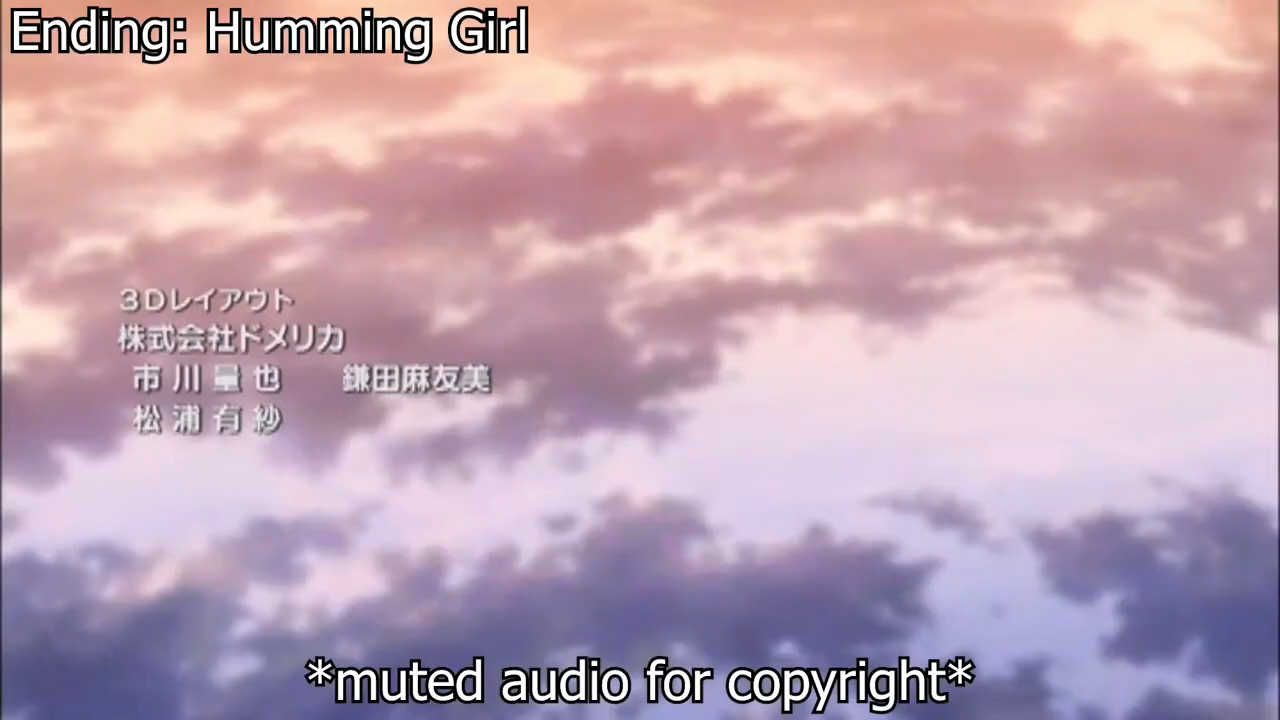 Ending: Humming Girl
3Dレイアウト
株式会社ドメリカ
市川量也 鎌田麻友美
松浦有紗
*muted audio for copyright*